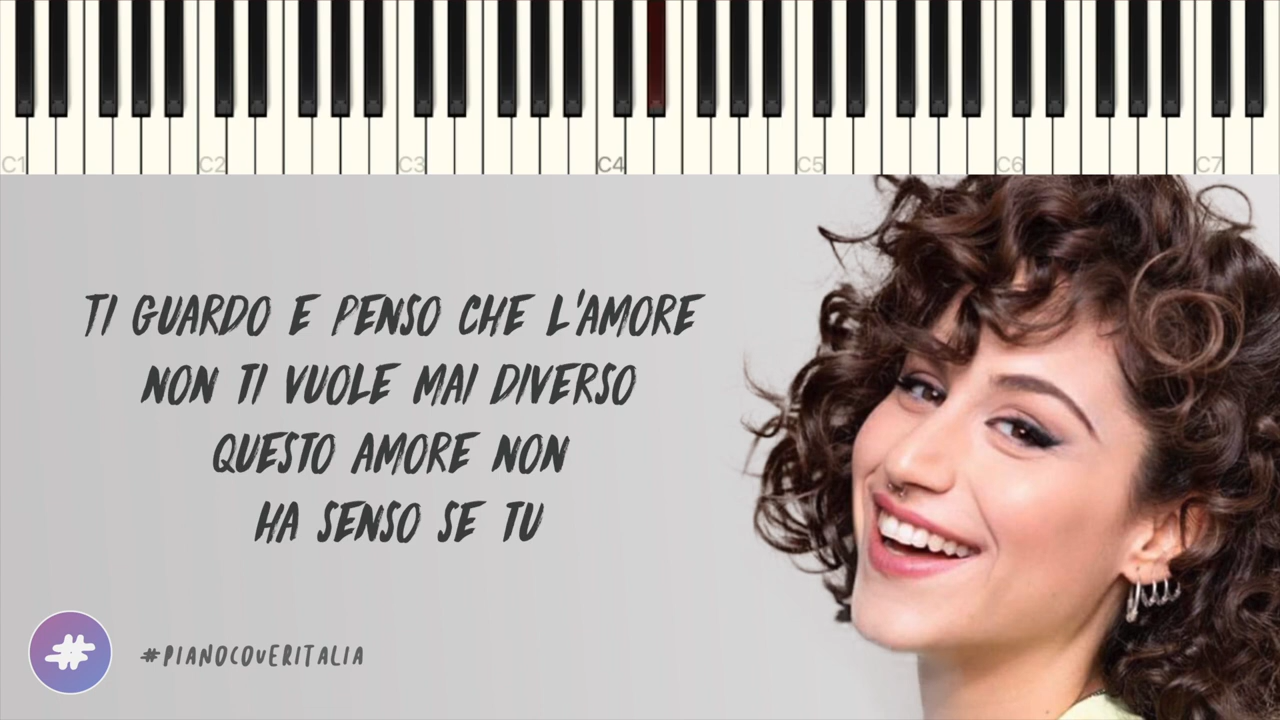 C1 C2 C3 C4 C5 C6 C7
TI GUARDO E PENSO CHE L'AMORE
NON TI VUOLE MAI DIVERSO
QUESTO AMORE NON
HA SENSO SE TU
#
#PIANOCOVERITALIA